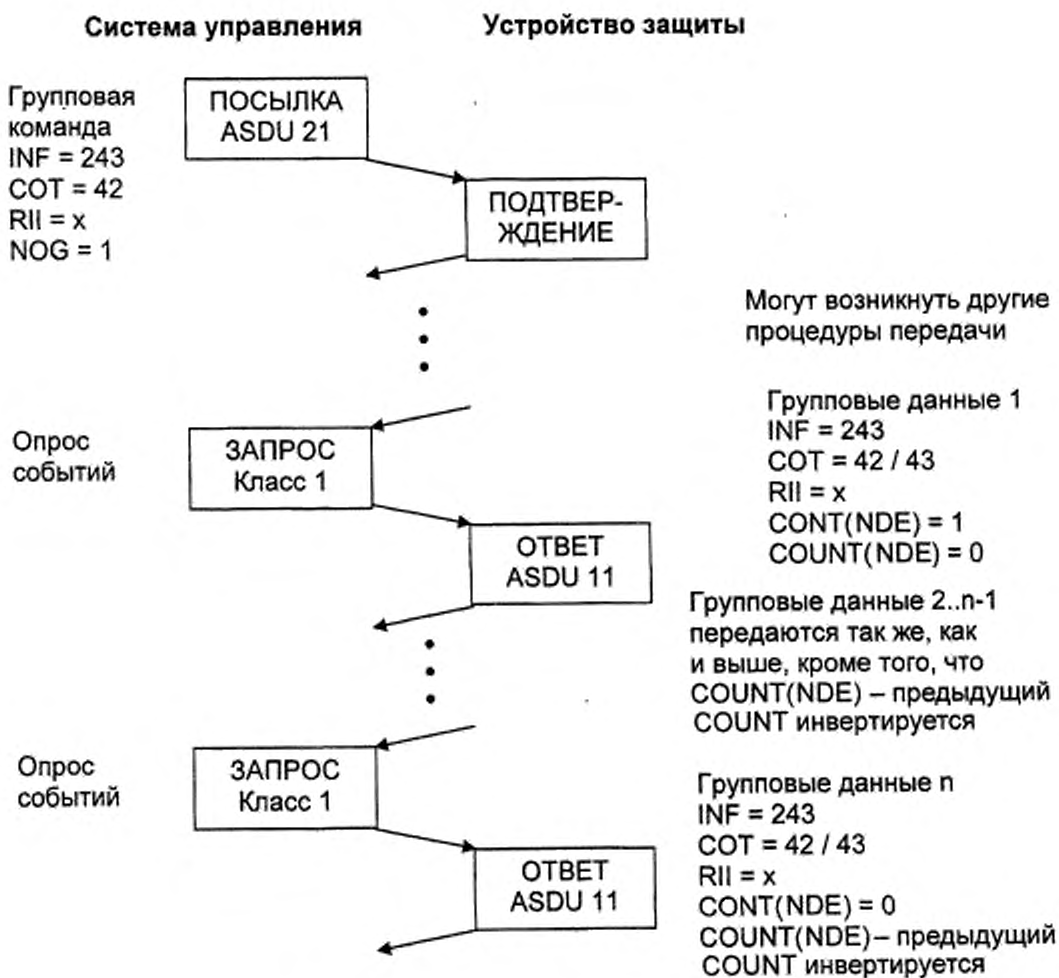 Система управления
Устройство защиты
Групповая
команда
INF = 243
COT = 42
RII = x
NOG = 1
ПОСЫЛКА
ASDU 21
ПОДТВЕР-
ЖДЕНИЕ
Могут возникнуть другие
процедуры передачи
Опрос
событий
ЗАПРОС
Класс 1
Групповые данные 1
INF = 243
COT = 42 / 43
RII = x
CONT(NDE) = 1
COUNT(NDE) = 0
ОТВЕТ
ASDU 11
Групповые данные 2..n-1
передаются так же, как
и выше, кроме того, что
COUNT(NDE) – предыдущий
COUNT инвертируется
Опрос
событий
ЗАПРОС
Класс 1
Групповые данные n
INF = 243
COT = 42 / 43
RII = x
CONT(NDE) = 0
COUNT(NDE) – предыдущий
COUNT инвертируется
ОТВЕТ
ASDU 11